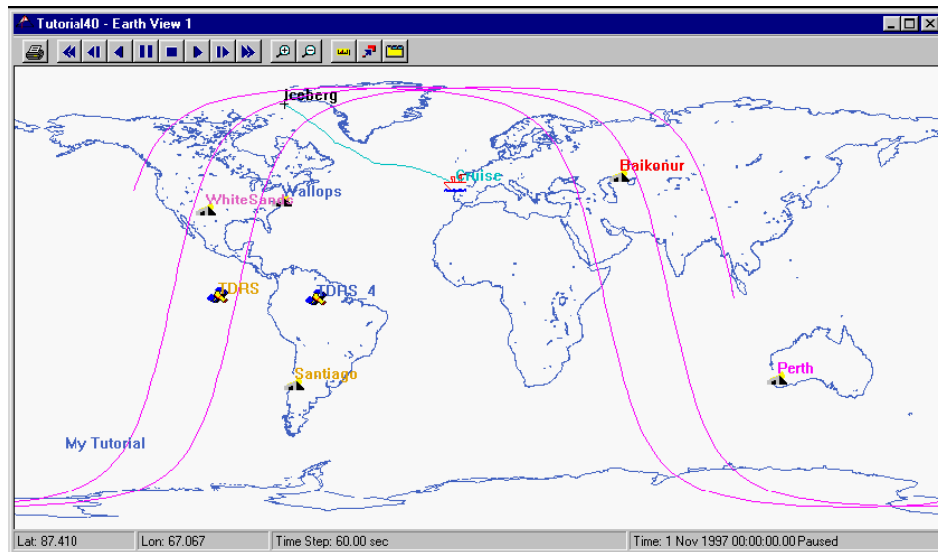 Tutorial40 - Earth View 1
Iceberg
Cruise
Baikonur
Wallops
WhiteSands
TDRS
TDRS_4
Santiago
Perth
My Tutorial
Lat: 87.410
Lon: 67.067
Time Step: 60.00 sec
Time: 1 Nov 1997 00:00:00.00 Paused